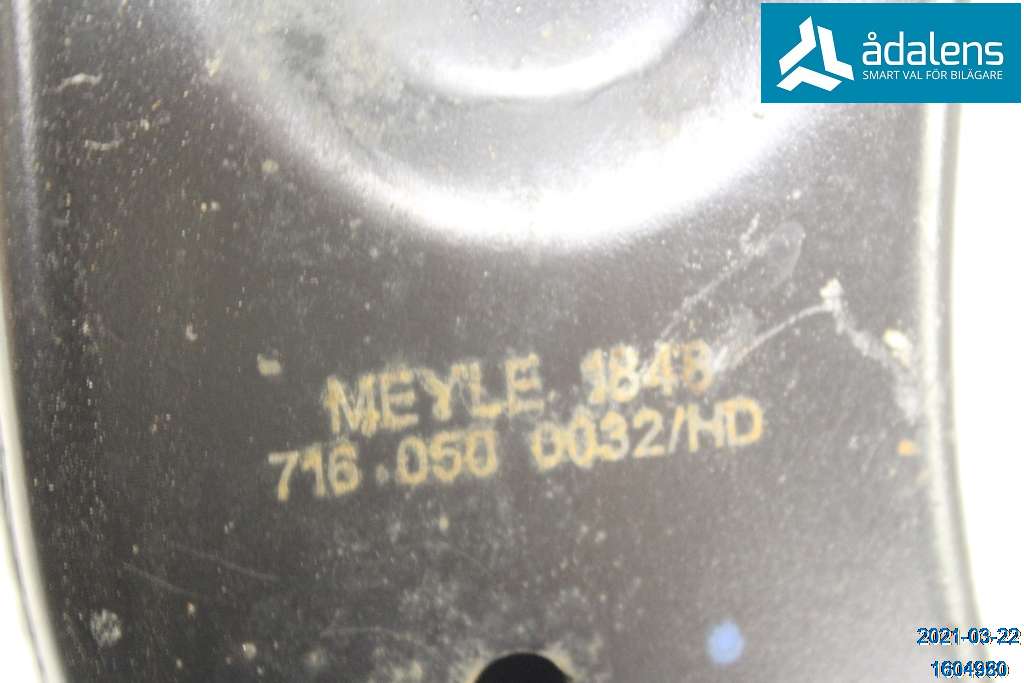 ådalens
SMART VAL FÖR BILÄGARE
MEYLE 1848
716 050 0032/HD
2021-03-22
1604980